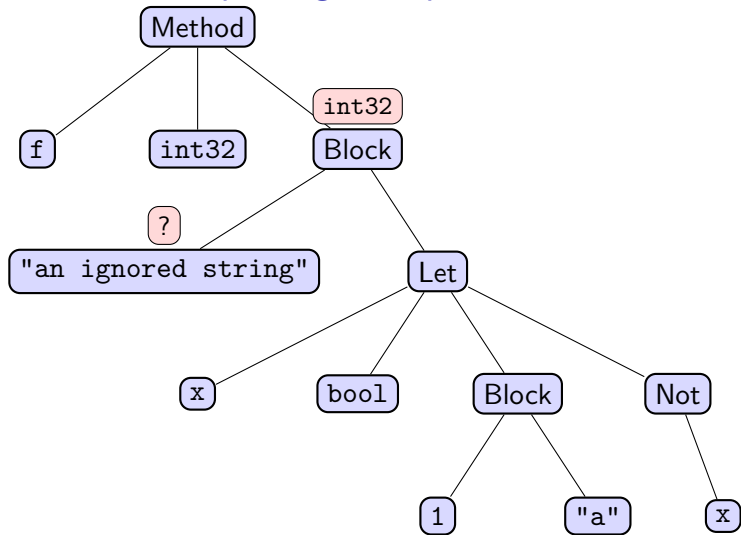 Method
int32
f
int32
Block
?
"an ignored string"
Let
x
bool
Block
Not
1
"a"
x